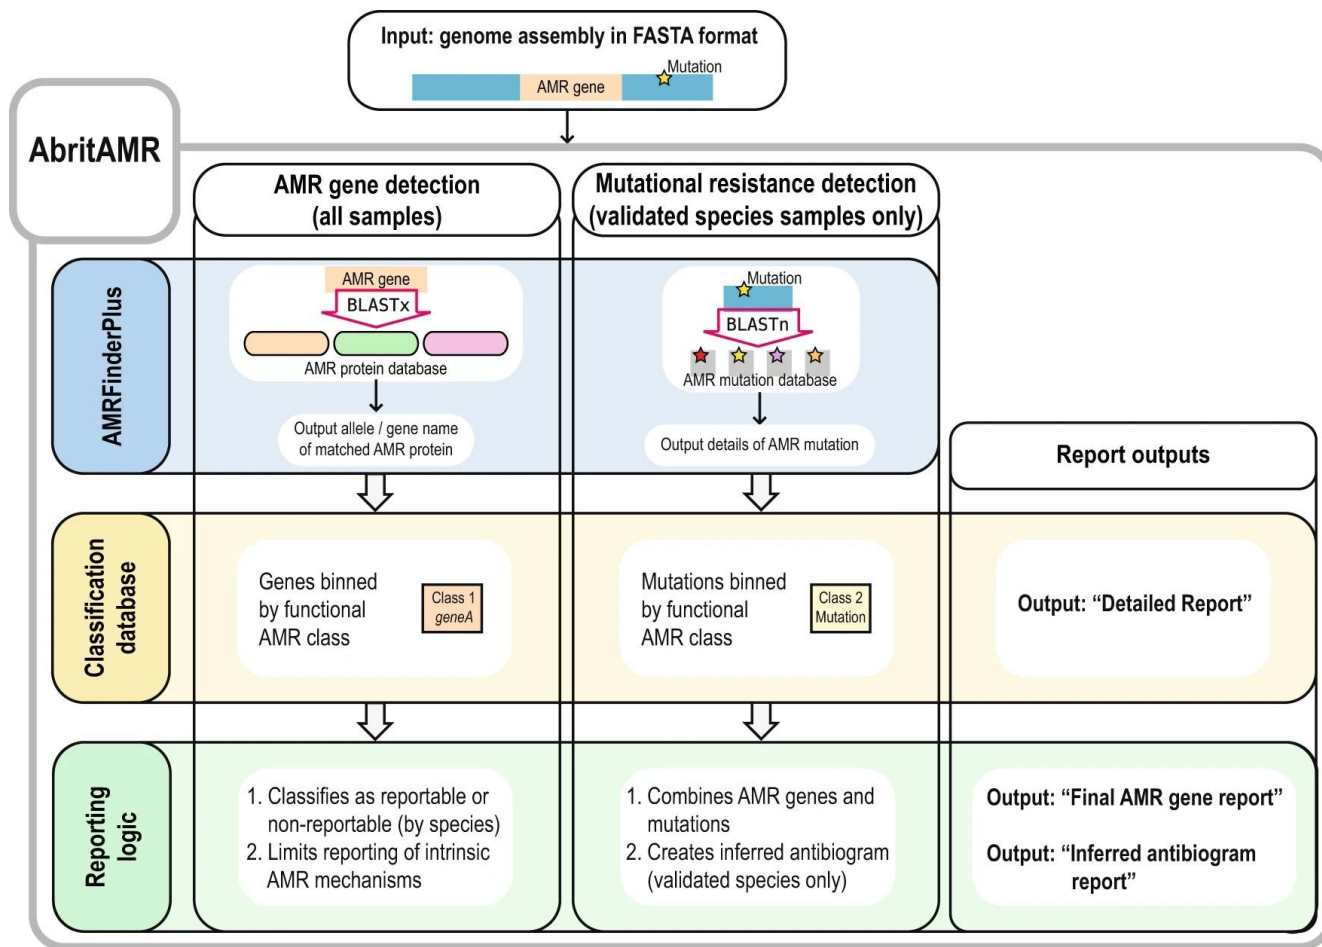 Input: genome assembly in FASTA format
Mutation
AMR gene
AbritAMR
AMR gene detection
(all samples)
Mutational resistance detection
(validated species samples only)
AMRFinderPlus
AMR gene
BLASTx
AMR protein database
Output allele / gene name
of matched AMR protein
Mutation
BLASTn
AMR mutation database
Output details of AMR mutation
Report outputs
Classification
database
Genes binned
by functional
AMR class
Class 1
geneA
Mutations binned
by functional
AMR class
Class 2
Mutation
Output: “Detailed Report”
Reporting
logic
1. Classifies as reportable or
non-reportable (by species)
2. Limits reporting of intrinsic
AMR mechanisms
1. Combines AMR genes and
mutations
2. Creates inferred antibiogram
(validated species only)
Output: “Final AMR gene report”
Output: “Inferred antibiogram
report”